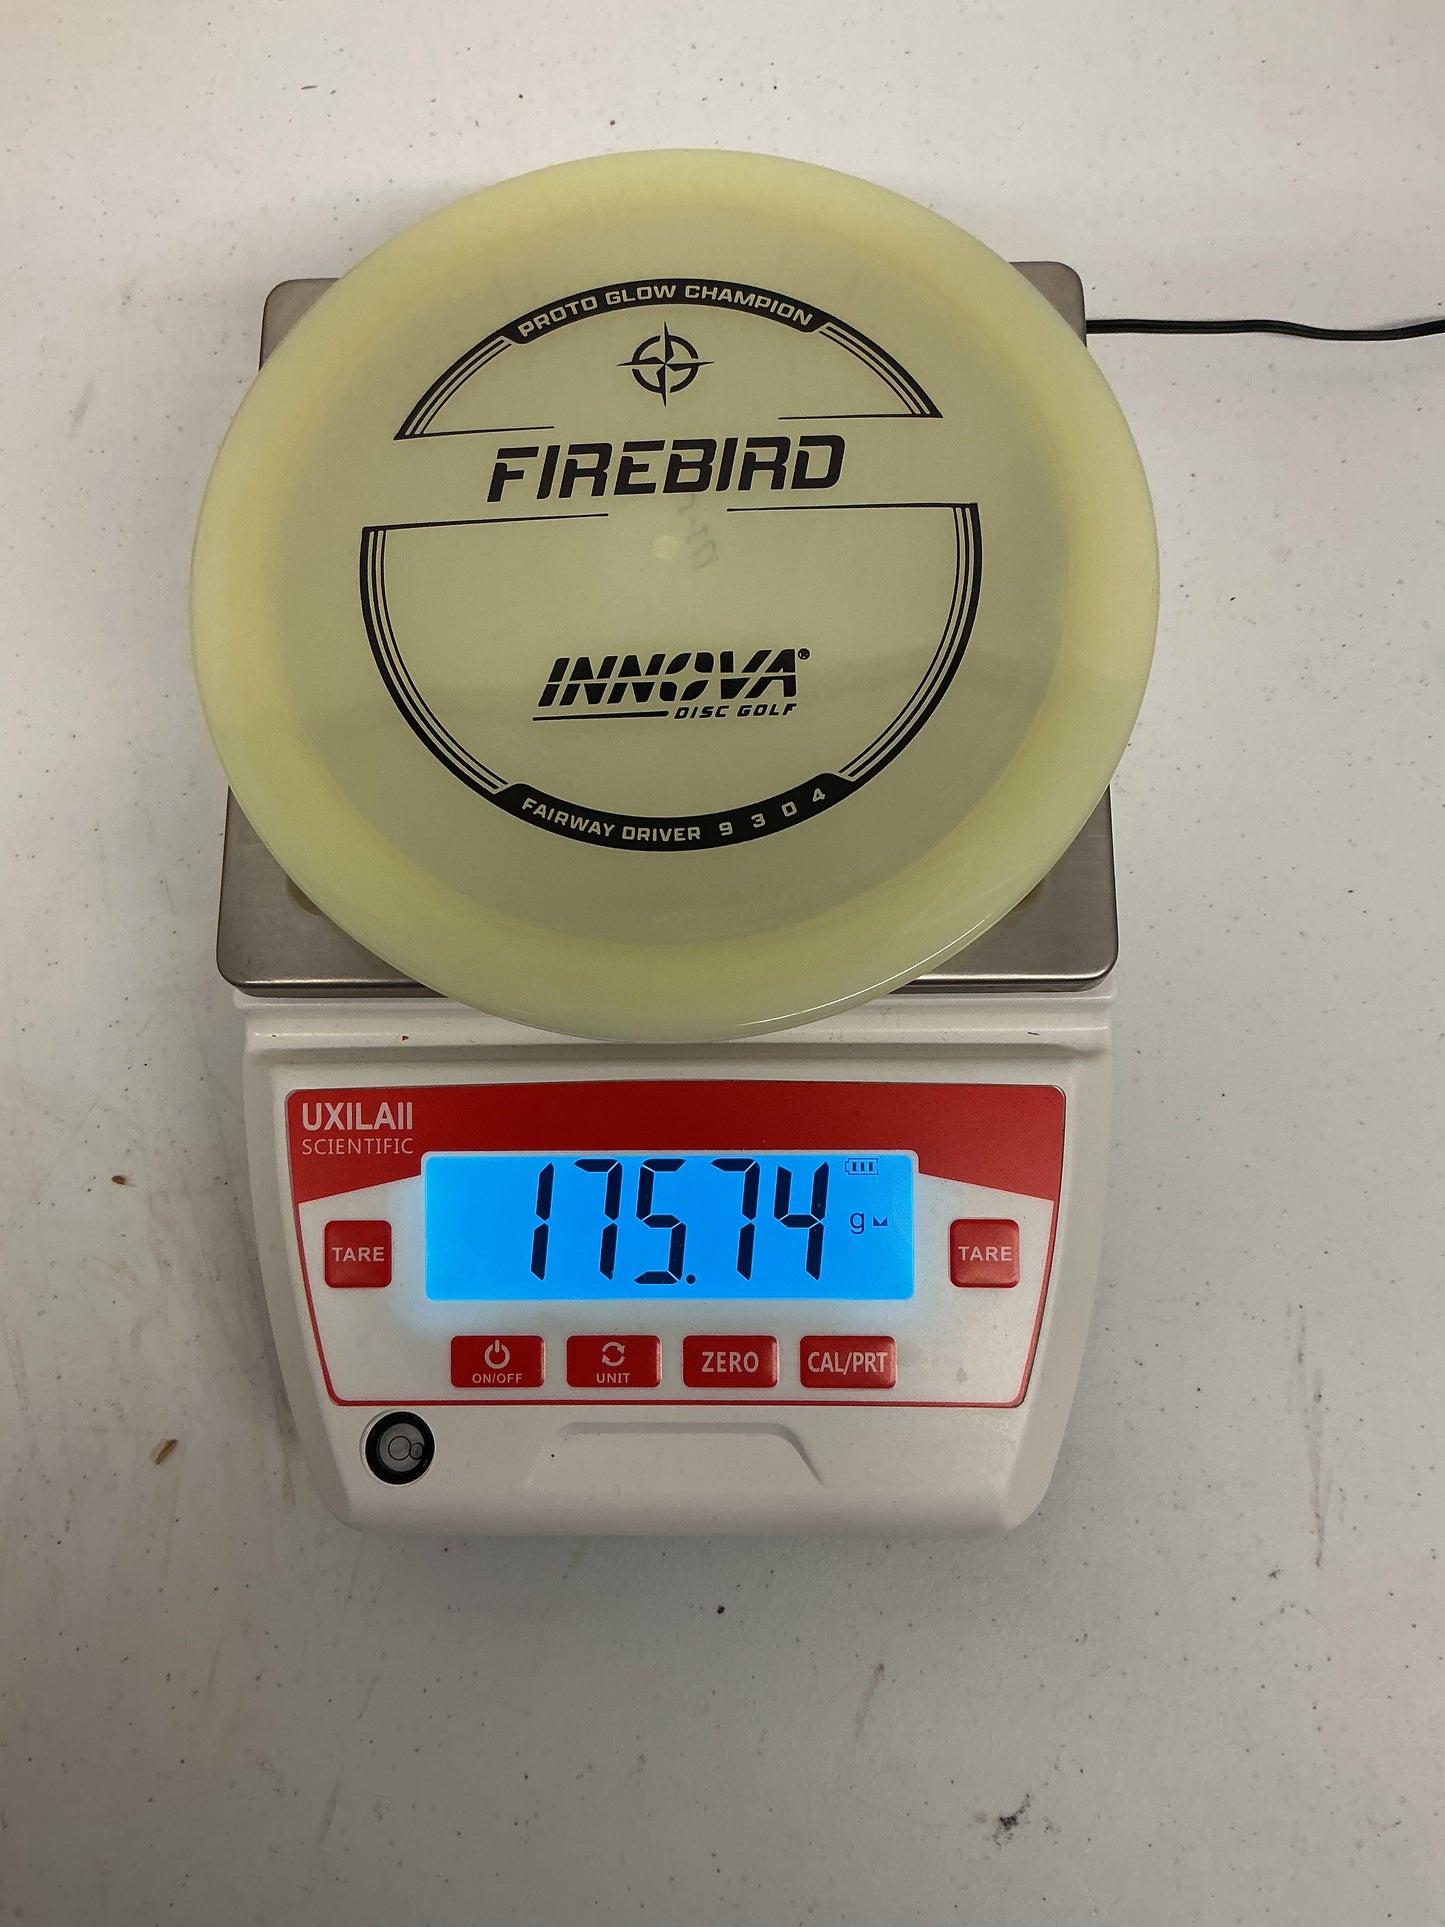 PROTO GLOW CHAMPION
FIREBIRD
INNOVA®
DISC GOLF
FAIRWAY DRIVER 9 3 0 4
UXILAII
SCIENTIFIC
175.74 g
TARE
TARE
ON/OFF
UNIT
ZERO
CAL/PRT